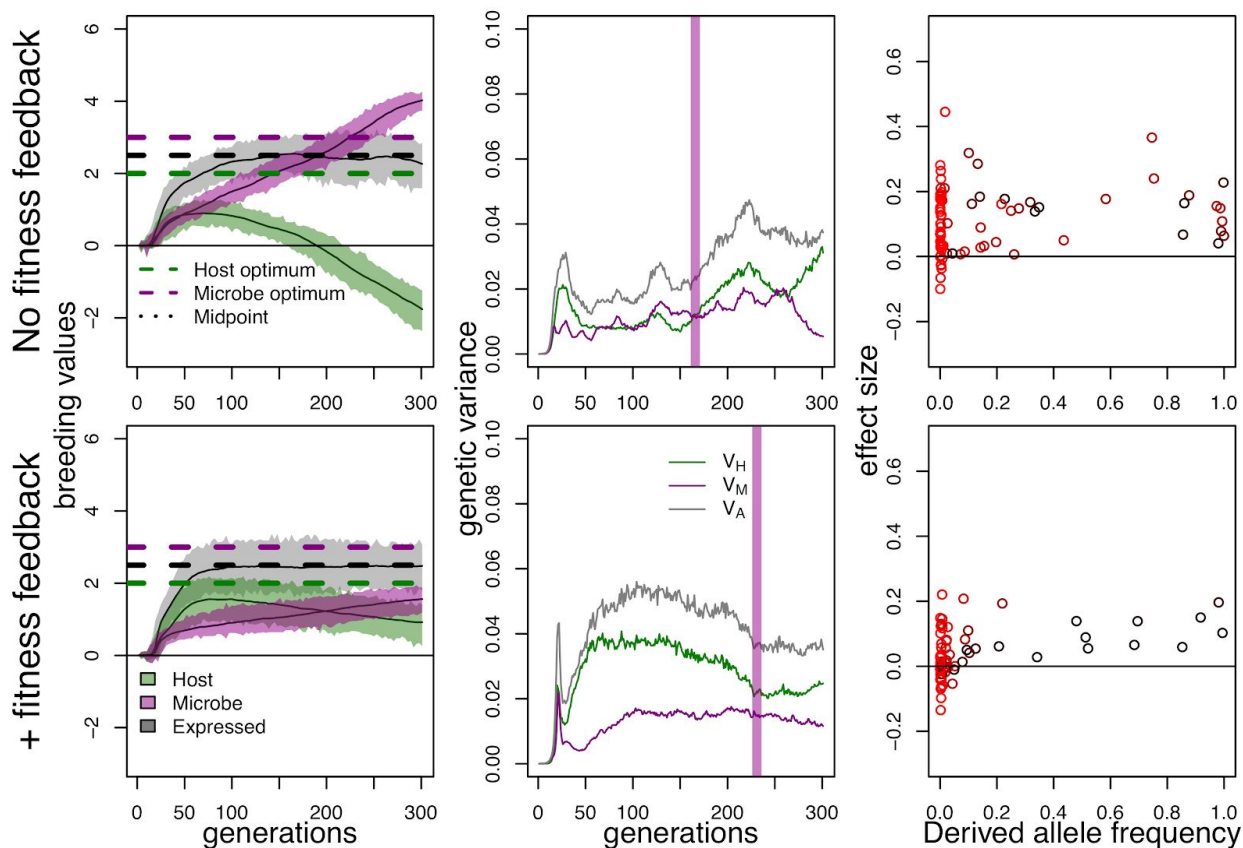 No fitness feedback
breeding values
6
4
2
0
−2
Host optimum
Microbe optimum
Midpoint
0 50 100 200 300
genetic variance
0.10
0.08
0.06
0.04
0.02
0.00
0 50 100 200 300
effect size
0.6
0.4
0.2
0.0
−0.2
0.0 0.2 0.4 0.6 0.8 1.0
+ fitness feedback
6
4
2
0
−2
Host
Microbe
Expressed
0 50 100 200 300
generations
0.10
0.08
0.06
0.04
0.02
0.00
V_H
V_M
V_A
0 50 100 200 300
generations
0.6
0.4
0.2
0.0
−0.2
0.0 0.2 0.4 0.6 0.8 1.0
Derived allele frequency